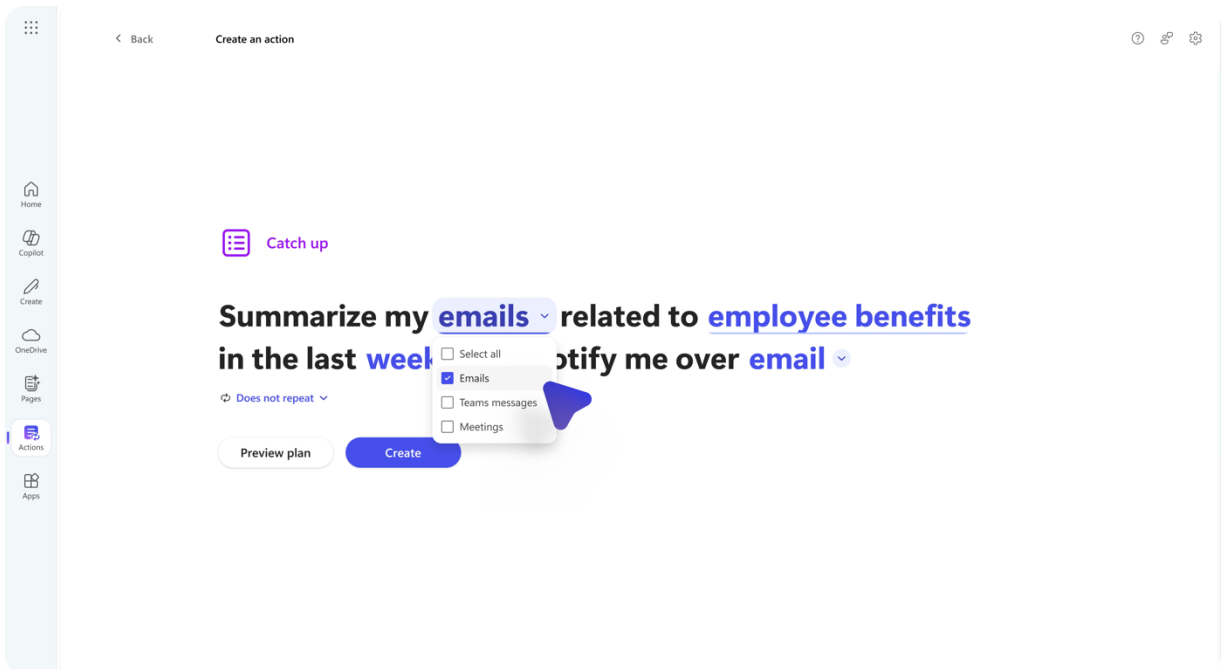 Back
Create an action
Home
Copilot
Create
OneDrive
Pages
Actions
Apps
Catch up
Summarize my emails related to employee benefits
in the last week me over email
Select all
Emails
Teams messages
Meetings
Does not repeat
Preview plan
Create